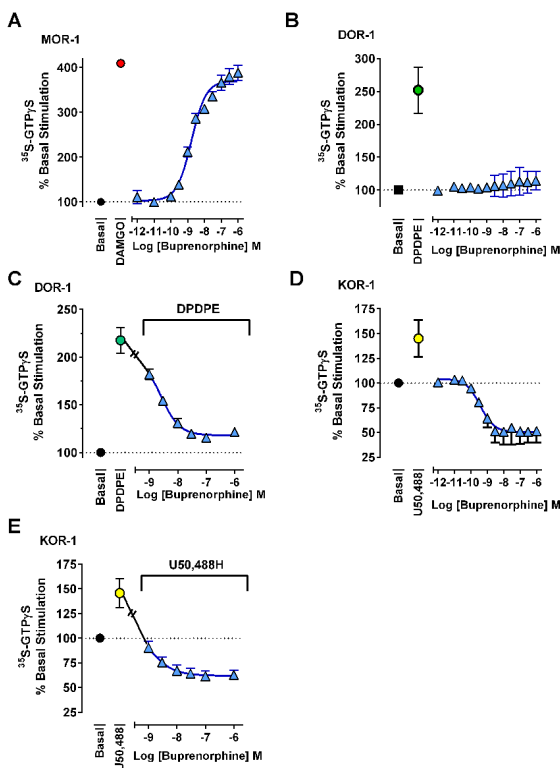 A
MOR-1
400
300
200
100
³⁵S-GTPγS
% Basal Stimulation
Basal
DAMGO
-12 -11 -10 -9 -8 -7 -6
Log [Buprenorphine] M
B
DOR-1
300
250
200
150
100
50
³⁵S-GTPγS
% Basal Stimulation
Basal
DPDPE
-12 -11 -10 -9 -8 -7 -6
Log [Buprenorphine] M
C
DOR-1
DPDPE
250
200
150
100
³⁵S-GTPγS
% Basal Stimulation
Basal
DPDPE
-9 -8 -7 -6
Log [Buprenorphine] M
D
KOR-1
175
150
125
100
75
50
25
³⁵S-GTPγS
% Basal Stimulation
Basal
U50,488
-12 -11 -10 -9 -8 -7 -6
Log [Buprenorphine] M
E
KOR-1
U50,488H
175
150
125
100
75
50
25
³⁵S-GTPγS
% Basal Stimulation
Basal
U50,488
-9 -8 -7 -6
Log [Buprenorphine] M